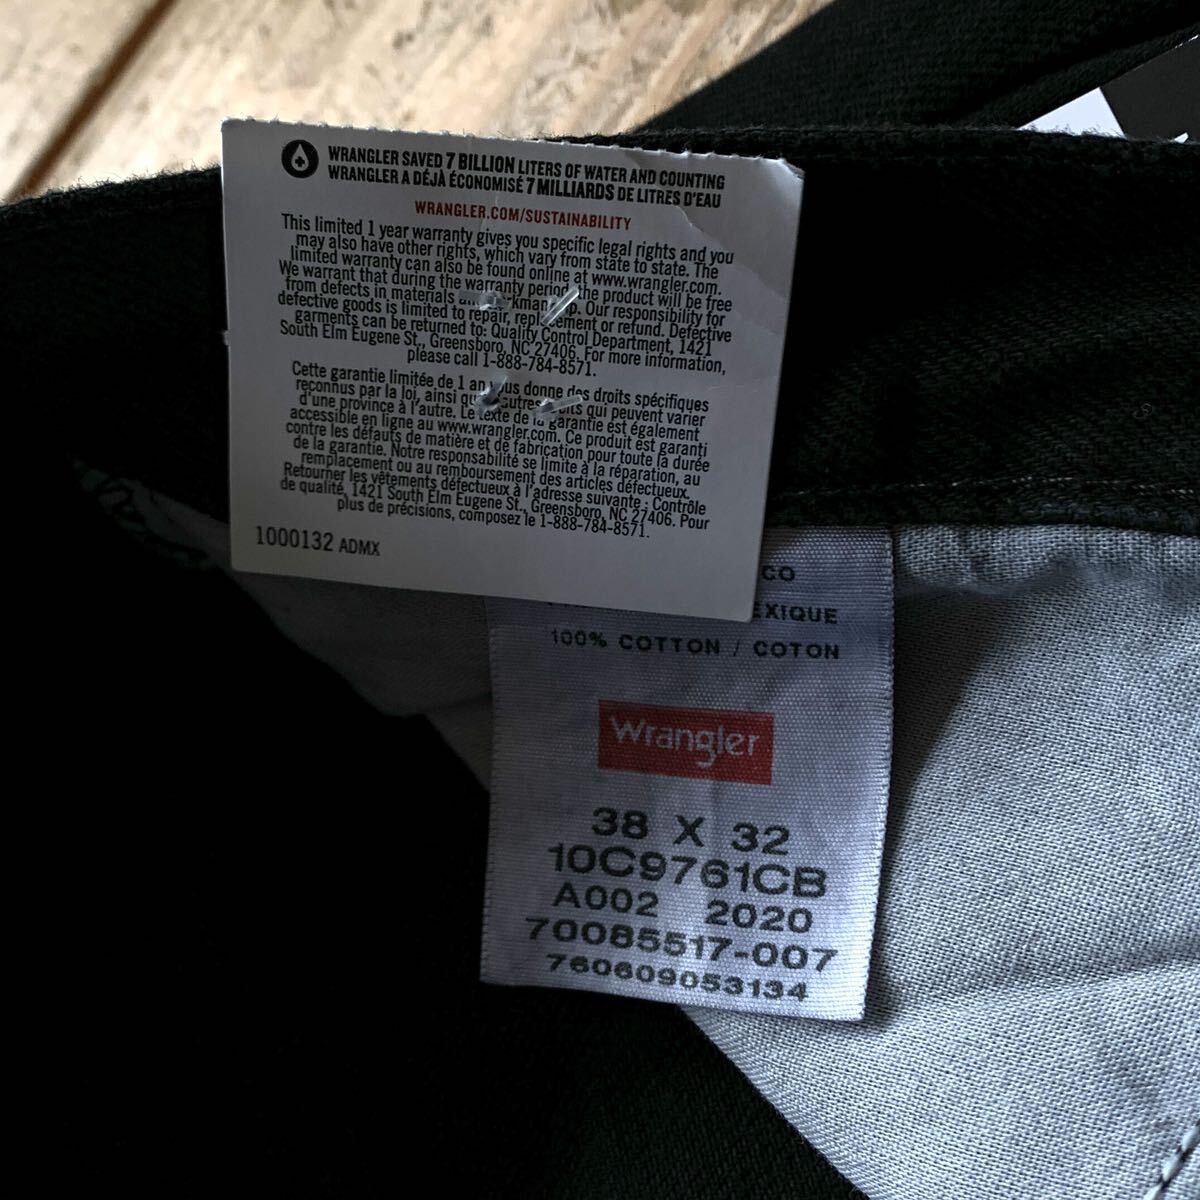 WRANGLER SAVED 7 BILLION LITERS OF WATER AND COUNTING
WRANGLER A DÉJÀ ÉCONOMISÉ 7 MILLIARDS DE LITRES D'EAU
WRANGLER.COM/SUSTAINABILITY
This limited 1 year warranty gives you specific legal rights and you
may also have other rights, which vary from state to state. The
limited warranty can also be found online at www.wrangler.com.
We warrant that during the warranty period the product will be free
from defects in materials kmanship. Our responsibility for
defective goods is limited to repair, replacement or refund. Defective
garments can be returned to: Quality Control Department, 1421
South Elm Eugene St., Greensboro, NC 27406. For more information,
please call 1-888-784-8571.
Cette garantie limitée de 1 an vous donne des droits spécifiques
reconnus par la loi, ainsi que autres droits qui peuvent varier
d'une province à l'autre. Le texte de la garantie est également
accessible en ligne au www.wrangler.com. Ce produit est garanti
contre les défauts de matière et de fabrication pour toute la durée
de la garantie. Notre responsabilité se limite à la réparation, au
remplacement ou au remboursement des articles défectueux.
Retourner les vêtements défectueux à l'adresse suivante : Contrôle
de qualité, 1421 South Elm Eugene St., Greensboro, NC 27406. Pour
plus de précisions, composez le 1-888-784-8571.
1000132 ADMX
CO
EXIQUE
100% COTTON / COTON
Wrangler
38 X 32
10C9761CB
A002 2020
70085517-007
760609053134